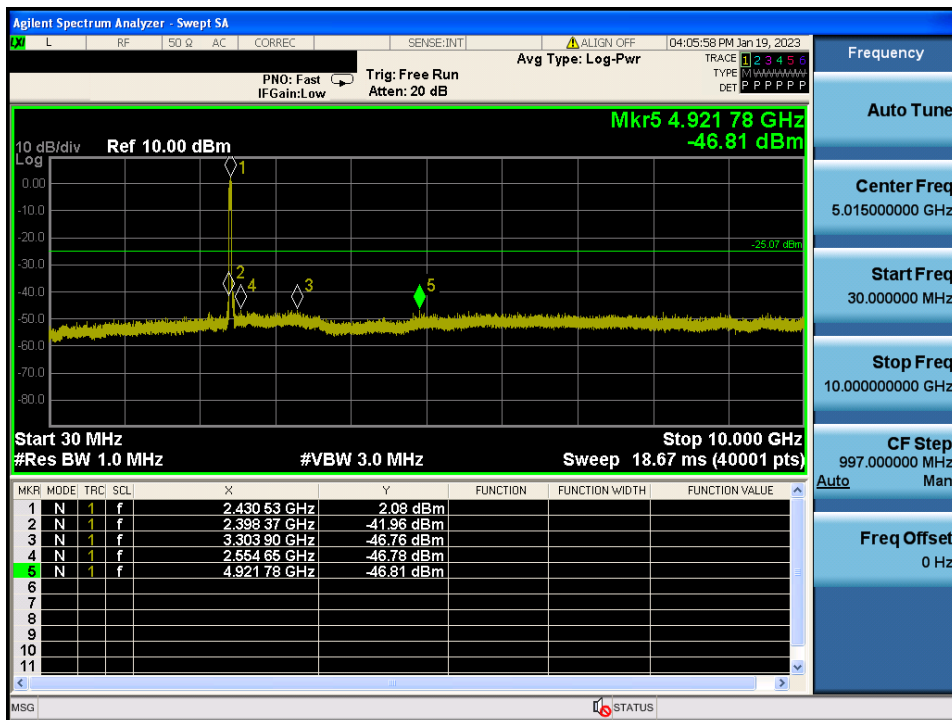 Agilent Spectrum Analyzer - Swept SA
LXI L RF 50 Ω AC CORREC SENSE:INT ALIGN OFF 04:05:58 PM Jan 19, 2023
Avg Type: Log-Pwr TRACE 1 2 3 4 5 6
PNO: Fast Trig: Free Run TYPE M WWWWW
IFGain:Low Atten: 20 dB DET P P P P P P
Mkr5 4.921 78 GHz
-46.81 dBm
10 dB/div Ref 10.00 dBm
Log
0.00
-10.0
-20.0
-25.07 dBm
-30.0
-40.0
-50.0
-60.0
-70.0
-80.0
1
2
4
3
5
Start 30 MHz Stop 10.000 GHz
#Res BW 1.0 MHz #VBW 3.0 MHz Sweep 18.67 ms (40001 pts)
MKR MODE TRC SCL X Y FUNCTION FUNCTION WIDTH FUNCTION VALUE
1 N 1 f 2.430 53 GHz 2.08 dBm
2 N 1 f 2.398 37 GHz -41.96 dBm
3 N 1 f 3.303 90 GHz -46.76 dBm
4 N 1 f 2.554 65 GHz -46.78 dBm
5 N 1 f 4.921 78 GHz -46.81 dBm
6
7
8
9
10
11
MSG STATUS
Frequency
Auto Tune
Center Freq
5.015000000 GHz
Start Freq
30.000000 MHz
Stop Freq
10.000000000 GHz
CF Step
997.000000 MHz
Auto Man
Freq Offset
0 Hz